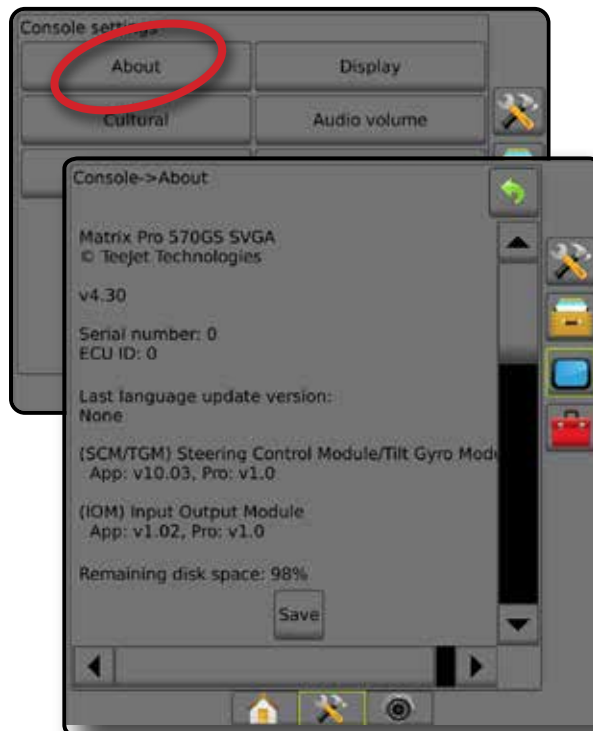 Console settings
About
Display
Cultural
Audio volume
Console->About
Matrix Pro 570GS SVGA
© TeeJet Technologies
v4.30
Serial number: 0
ECU ID: 0
Last language update version:
None
(SCM/TGM) Steering Control Module/Tilt Gyro Modu
App: v10.03, Pro: v1.0
(IOM) Input Output Module
App: v1.02, Pro: v1.0
Remaining disk space: 98%
Save